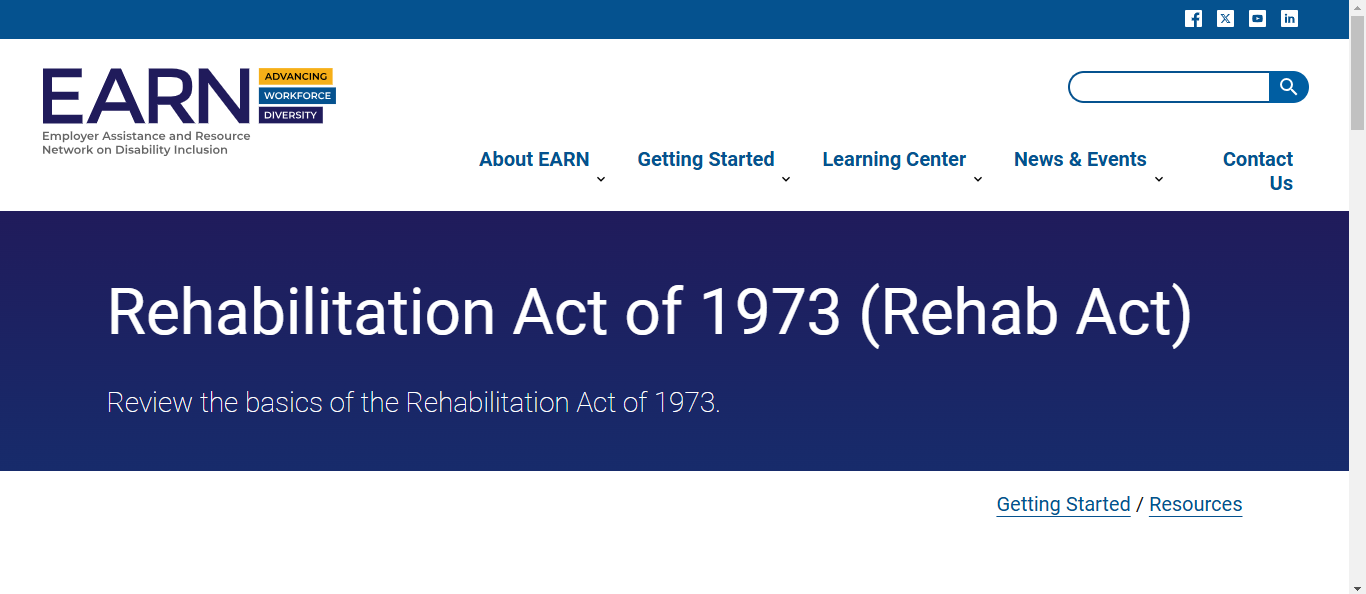 EARN
ADVANCING
WORKFORCE
DIVERSITY
Employer Assistance and Resource
Network on Disability Inclusion
About EARN
Getting Started
Learning Center
News & Events
Contact
Us
Rehabilitation Act of 1973 (Rehab Act)
Review the basics of the Rehabilitation Act of 1973.
Getting Started / Resources